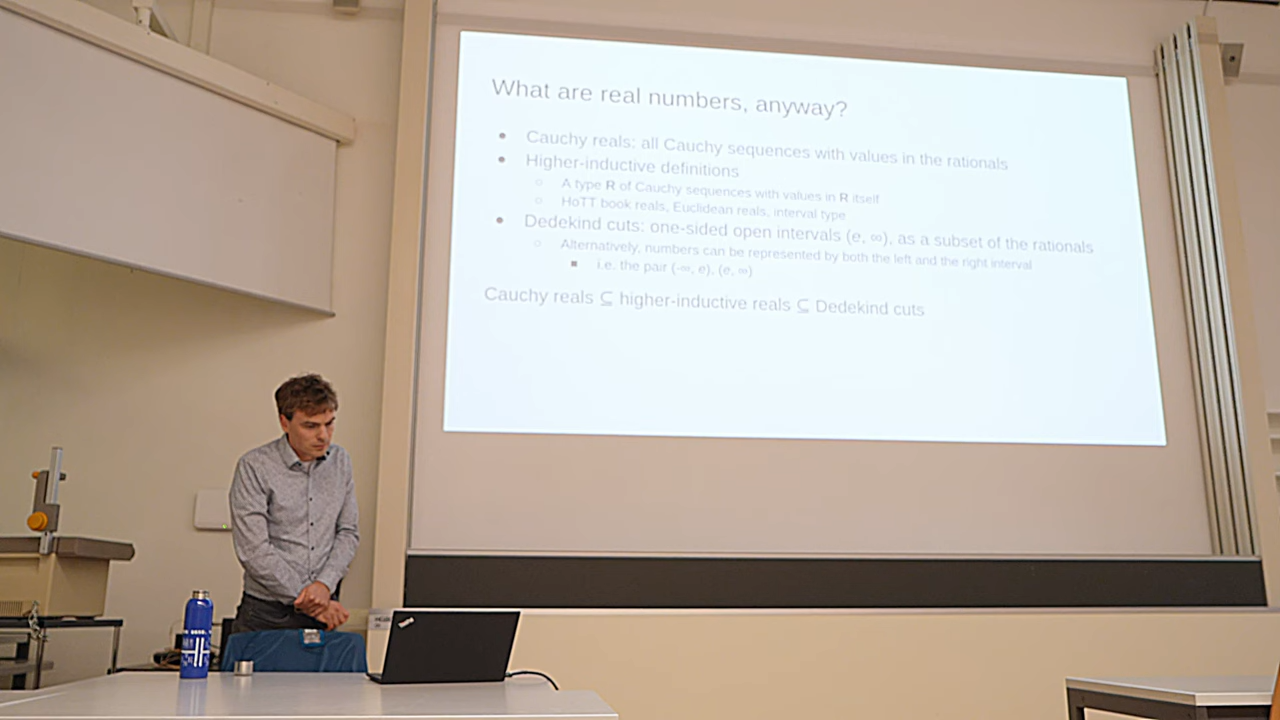 What are real numbers, anyway?
● Cauchy reals: all Cauchy sequences with values in the rationals
● Higher-inductive definitions
○ A type R of Cauchy sequences with values in R itself
○ HoTT book reals, Euclidean reals, interval type
● Dedekind cuts: one-sided open intervals (e, ∞), as a subset of the rationals
○ Alternatively, numbers can be represented by both the left and the right interval
■ i.e. the pair (-∞, e), (e, ∞)
Cauchy reals ⊆ higher-inductive reals ⊆ Dedekind cuts
ThinkPad